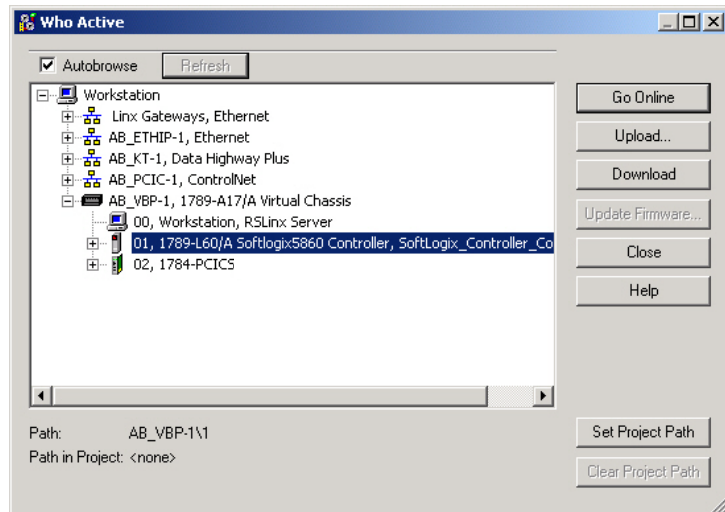 Who Active
Autobrowse
Refresh
Workstation
Linx Gateways, Ethernet
AB_ETHIP-1, Ethernet
AB_KT-1, Data Highway Plus
AB_PCIC-1, ControlNet
AB_VBP-1, 1789-A17/A Virtual Chassis
00, Workstation, RSLinx Server
01, 1789-L60/A Softlogix5860 Controller, SoftLogix_Controller_Co
02, 1784-PCICS
Go Online
Upload...
Download
Update Firmware...
Close
Help
Path: AB_VBP-1\1
Path in Project: <none>
Set Project Path
Clear Project Path